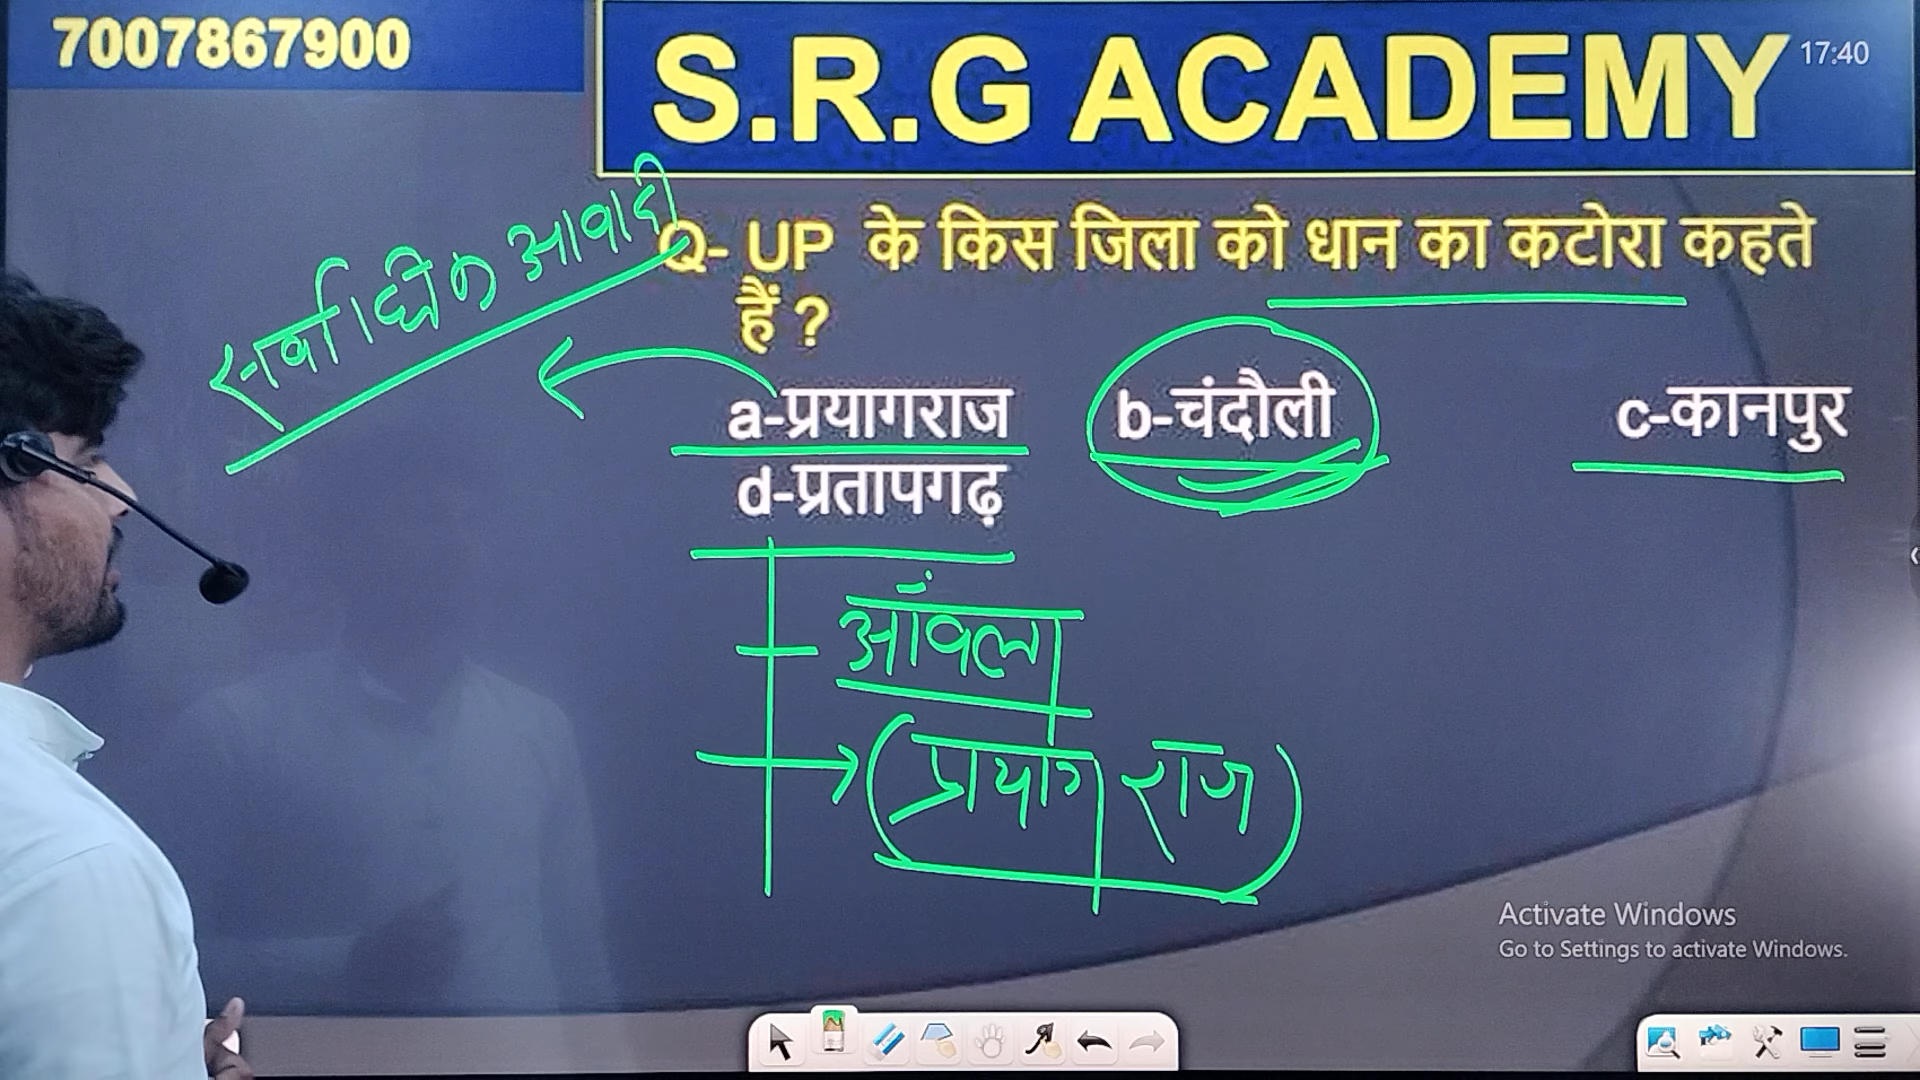 7007867900
S.R.G ACADEMY
17:40
सर्वाधिक आबादी
Q- UP के किस जिला को धान का कटोरा कहते
हैं ?
a-प्रयागराज b-चंदौली c-कानपुर
d-प्रतापगढ़
आँवला
(प्रयागराज)
Activate Windows
Go to Settings to activate Windows.